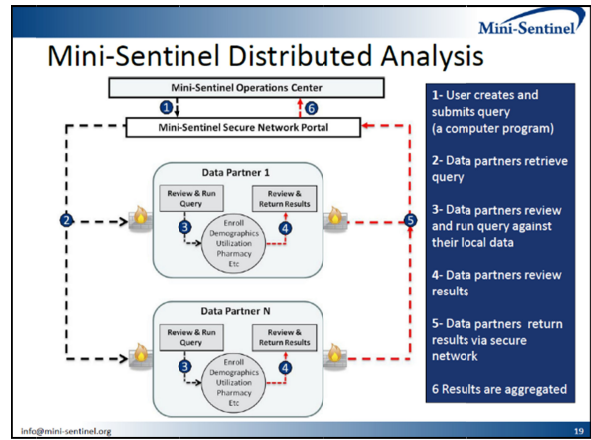 Mini-Sentinel
Mini-Sentinel Distributed Analysis
Mini-Sentinel Operations Center
1
6
Mini-Sentinel Secure Network Portal
Data Partner 1
Review & Run
Query
Review &
Return Results
2
3
Enroll
Demographics
Utilization
Pharmacy
Etc
4
5
Data Partner N
Review & Run
Query
Review &
Return Results
3
Enroll
Demographics
Utilization
Pharmacy
Etc
4
1- User creates and
submits query
(a computer program)
2- Data partners retrieve
query
3- Data partners review
and run query against
their local data
4- Data partners review
results
5- Data partners return
results via secure
network
6 Results are aggregated
info@mini-sentinel.org
19